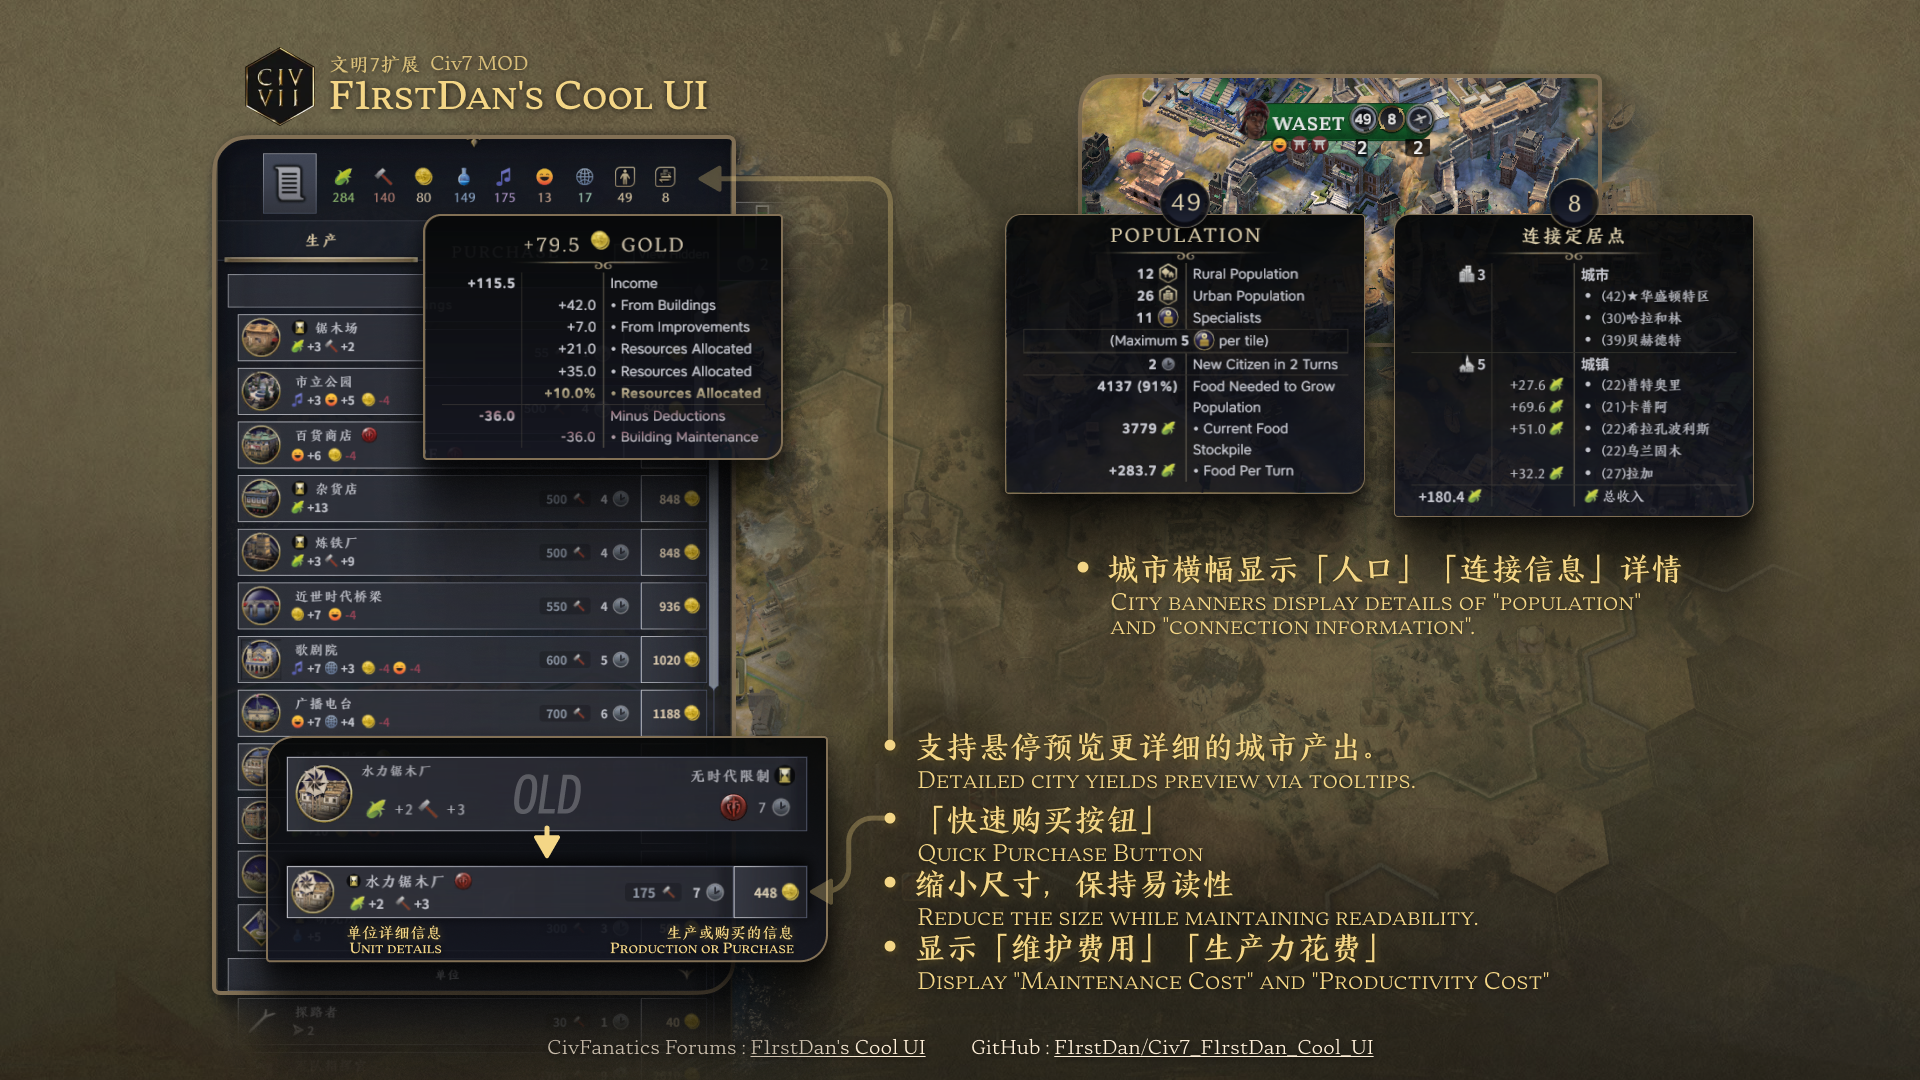 CIV
VII
文明7扩展 Civ7 MOD
F1rstDan's Cool UI
284 140 80 149 175 13 17 49 8
生产
+79.5 GOLD
+115.5 Income
+42.0 • From Buildings
+7.0 • From Improvements
+21.0 • Resources Allocated
+35.0 • Resources Allocated
+10.0% • Resources Allocated
-36.0 Minus Deductions
-36.0 • Building Maintenance
锯木场
+3 +2
市立公园
+3 +5 -4
百货商店
+6 -4
杂货店
+13
500 4 848
炼铁厂
+3 +9
500 4 848
近世时代桥梁
+7 -4
550 4 936
歌剧院
+7 +3 -4 -4
600 5 1020
广播电台
+7 +4 -4
700 6 1188
水力锯木厂
+2 +3
OLD
无时代限制
7
水力锯木厂
+2 +3
175 7 448
单位详细信息
Unit details
生产或购买的信息
Production or Purchase
单位
探路者
2
30 1 40
WASET 49 8
2 2
49
POPULATION
12 Rural Population
26 Urban Population
11 Specialists
(Maximum 5 per tile)
2 New Citizen in 2 Turns
4137 (91%) Food Needed to Grow
Population
3779 • Current Food
Stockpile
+283.7 • Food Per Turn
8
连接定居点
3 城市
• (42)★华盛顿特区
• (30)哈拉和林
• (39)贝赫德特
5 城镇
+27.6 • (22)普特奥里
+69.6 • (21)卡普阿
+51.0 • (22)希拉孔波利斯
• (22)乌兰固木
+32.2 • (27)拉加
+180.4 总收入
• 城市横幅显示「人口」「连接信息」详情
City banners display details of "population"
and "connection information".
• 支持悬停预览更详细的城市产出。
Detailed city yields preview via tooltips.
• 「快速购买按钮」
Quick Purchase Button
• 缩小尺寸，保持易读性
Reduce the size while maintaining readability.
• 显示「维护费用」「生产力花费」
Display "Maintenance Cost" and "Productivity Cost"
CivFanatics Forums : F1rstDan's Cool UI GitHub : F1rstDan/Civ7_F1rstDan_Cool_UI